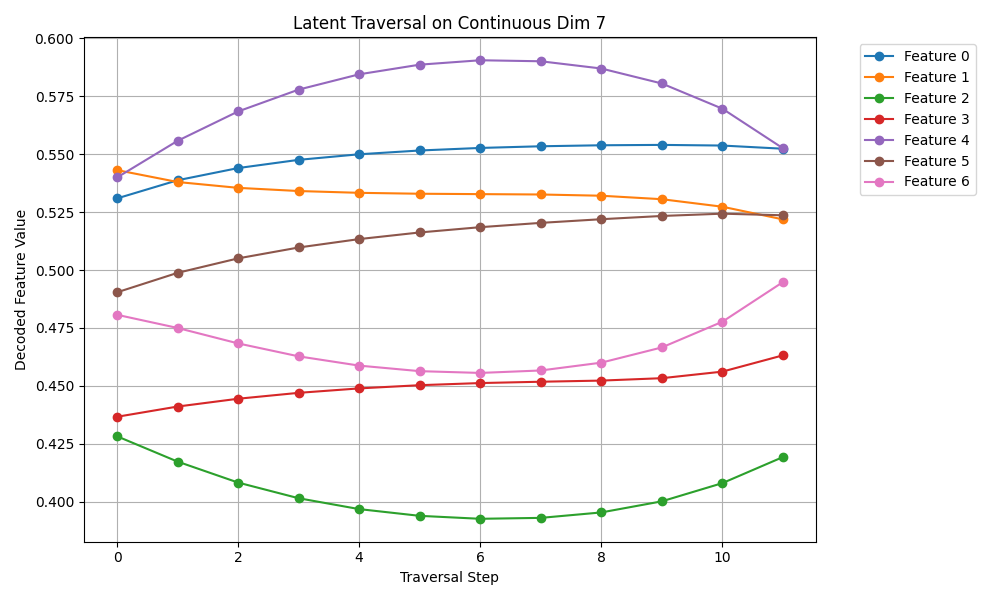 Latent Traversal on Continuous Dim 7
Decoded Feature Value
0.600
0.575
0.550
0.525
0.500
0.475
0.450
0.425
0.400
0
2
4
6
8
10
Traversal Step
Feature 0
Feature 1
Feature 2
Feature 3
Feature 4
Feature 5
Feature 6